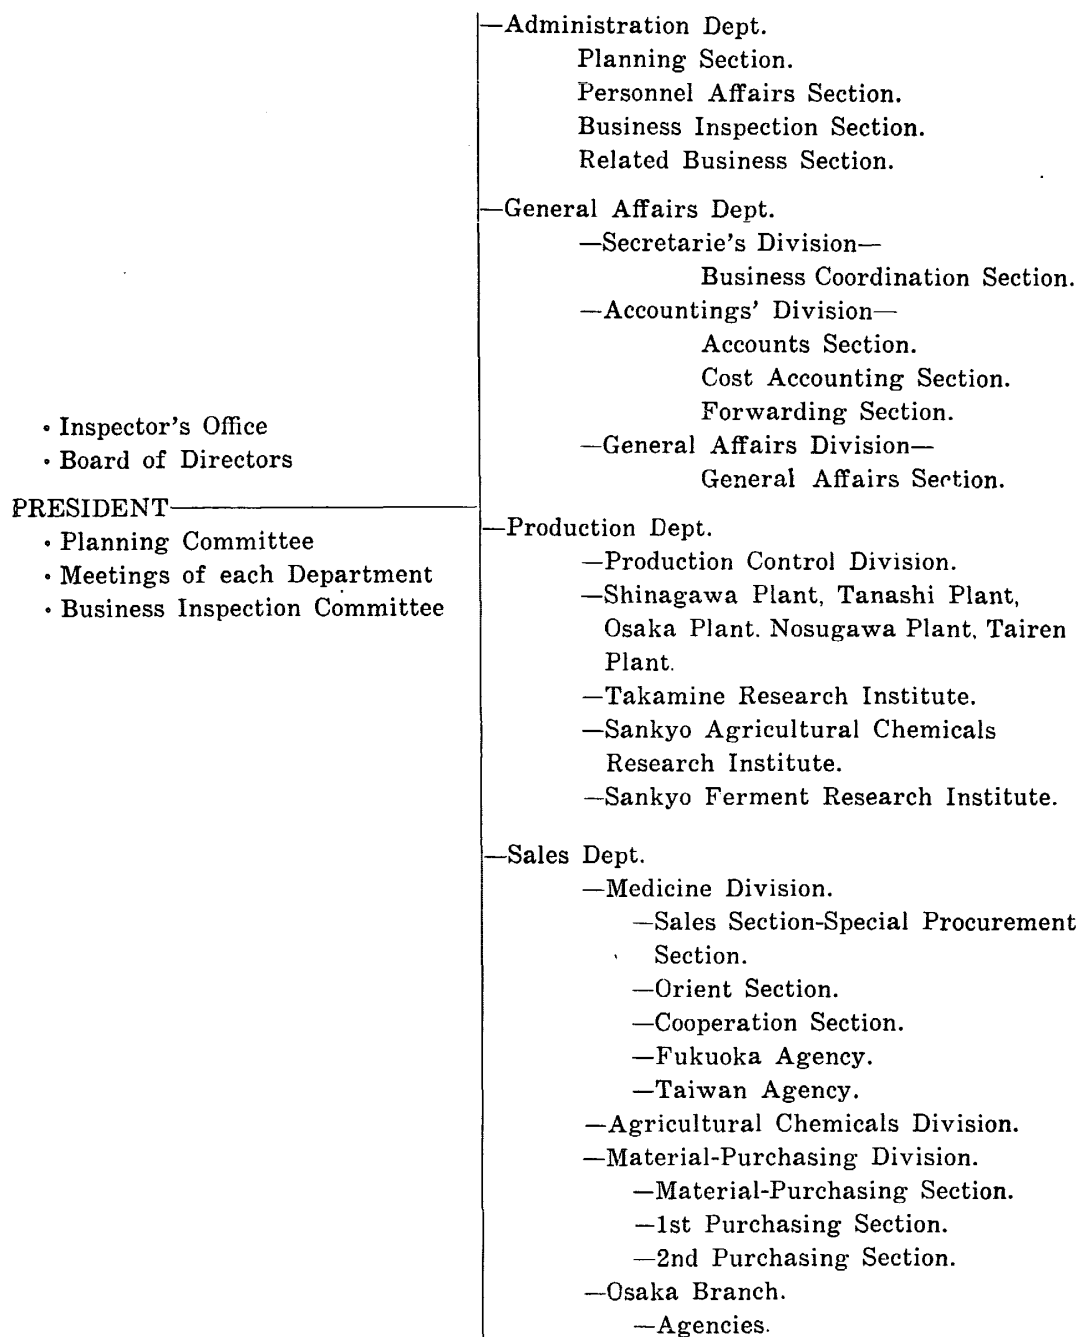 —Administration Dept.
Planning Section.
Personnel Affairs Section.
Business Inspection Section.
Related Business Section.
—General Affairs Dept.
—Secretarie's Division—
Business Coordination Section.
—Accountings' Division—
Accounts Section.
Cost Accounting Section.
Forwarding Section.
—General Affairs Division—
General Affairs Section.
• Inspector's Office
• Board of Directors
PRESIDENT
• Planning Committee
• Meetings of each Department
• Business Inspection Committee
—Production Dept.
—Production Control Division.
—Shinagawa Plant, Tanashi Plant,
Osaka Plant. Nosugawa Plant, Tairen
Plant.
—Takamine Research Institute.
—Sankyo Agricultural Chemicals
Research Institute.
—Sankyo Ferment Research Institute.
—Sales Dept.
—Medicine Division.
—Sales Section-Special Procurement
Section.
—Orient Section.
—Cooperation Section.
—Fukuoka Agency.
—Taiwan Agency.
—Agricultural Chemicals Division.
—Material-Purchasing Division.
—Material-Purchasing Section.
—1st Purchasing Section.
—2nd Purchasing Section.
—Osaka Branch.
—Agencies.